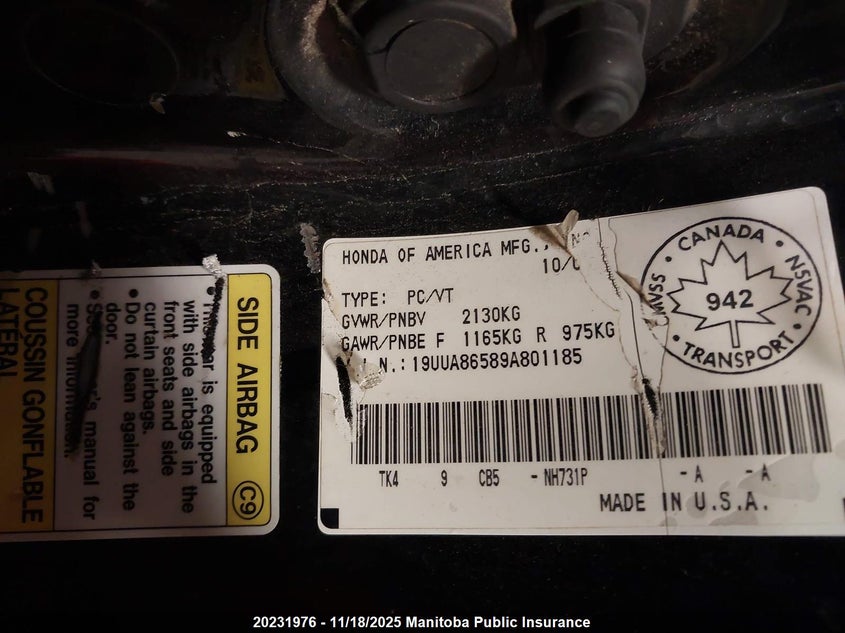 HONDA OF AMERICA MFG.,
10/0
TYPE: PC/VT
GVWR/PNBV 2130KG
GAWR/PNBE F 1165KG R 975KG
N.: 19UUA86589A801185
TK4 9 CB5 - NH731P - A - A
MADE IN U.S.A.
CANADA
NSVAC
CMVSS
942
TRANSPORT
SIDE AIRBAG C9
• is equipped
with side airbags in the
front seats and side
curtain airbags.
• Do not lean against the
door.
• manual for
more
COUSSIN GONFLABLE
LATÉRAL
20231976 - 11/18/2025 Manitoba Public Insurance